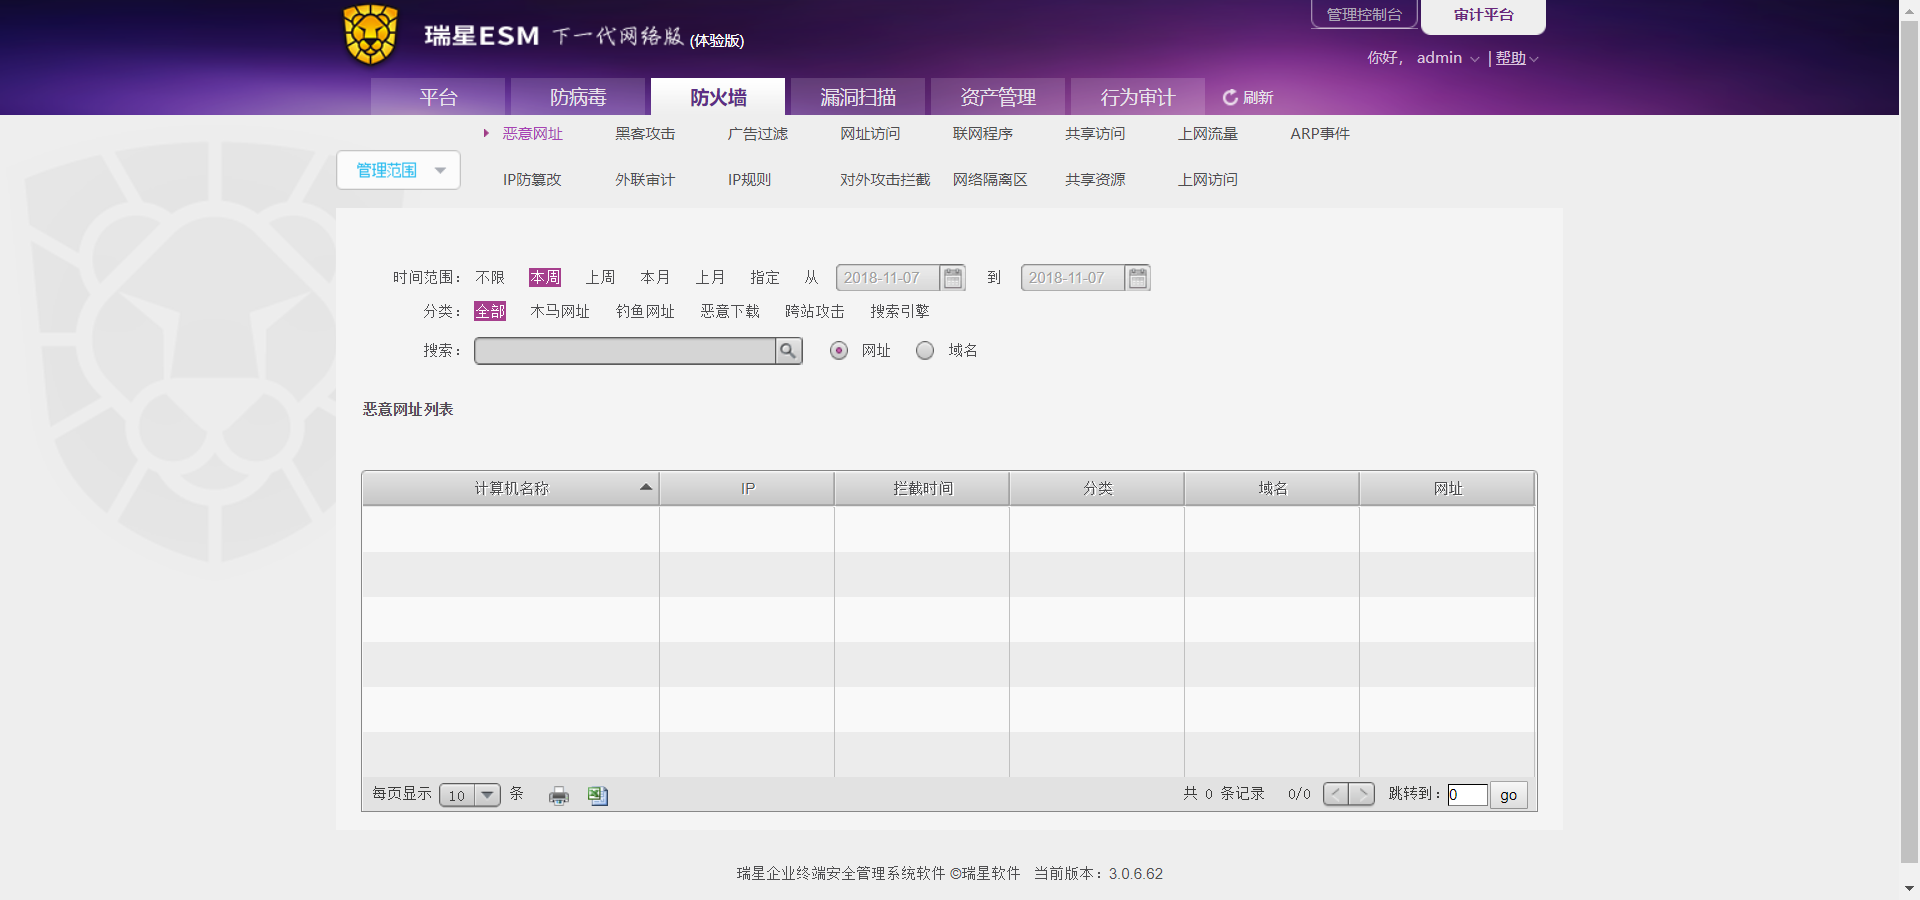 管理控制台 审计平台
瑞星ESM 下一代网络版 (体验版)
你好， admin | 帮助
平台 防病毒 防火墙 漏洞扫描 资产管理 行为审计 刷新
恶意网址 黑客攻击 广告过滤 网址访问 联网程序 共享访问 上网流量 ARP事件
管理范围
IP防篡改 外联审计 IP规则 对外攻击拦截 网络隔离区 共享资源 上网访问
时间范围： 不限 本周 上周 本月 上月 指定 从 2018-11-07 到 2018-11-07
分类： 全部 木马网址 钓鱼网址 恶意下载 跨站攻击 搜索引擎
搜索： 网址 域名
恶意网址列表
计算机名称 IP 拦截时间 分类 域名 网址
每页显示 10 条 共 0 条记录 0/0 < > 跳转到： 0 go
瑞星企业终端安全管理系统软件 ©瑞星软件 当前版本：3.0.6.62